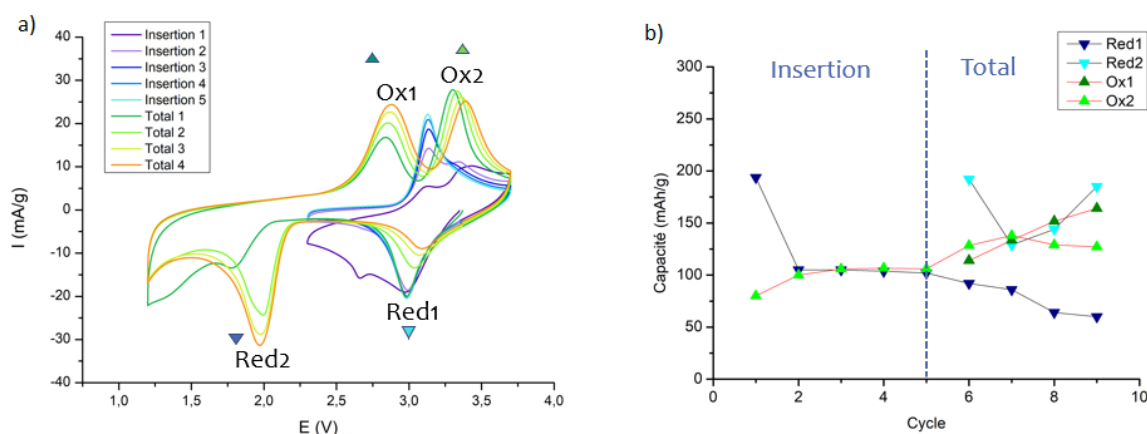 a)
I (mA/g)
40
30
20
10
0
-10
-20
-30
-40
Insertion 1
Insertion 2
Insertion 3
Insertion 4
Insertion 5
Total 1
Total 2
Total 3
Total 4
Ox1
Ox2
Red1
Red2
1,0
1,5
2,0
2,5
3,0
3,5
4,0
E (V)
b)
Capacité (mAh/g)
300
250
200
150
100
50
0
Insertion
Total
Red1
Red2
Ox1
Ox2
0
2
4
6
8
10
Cycle